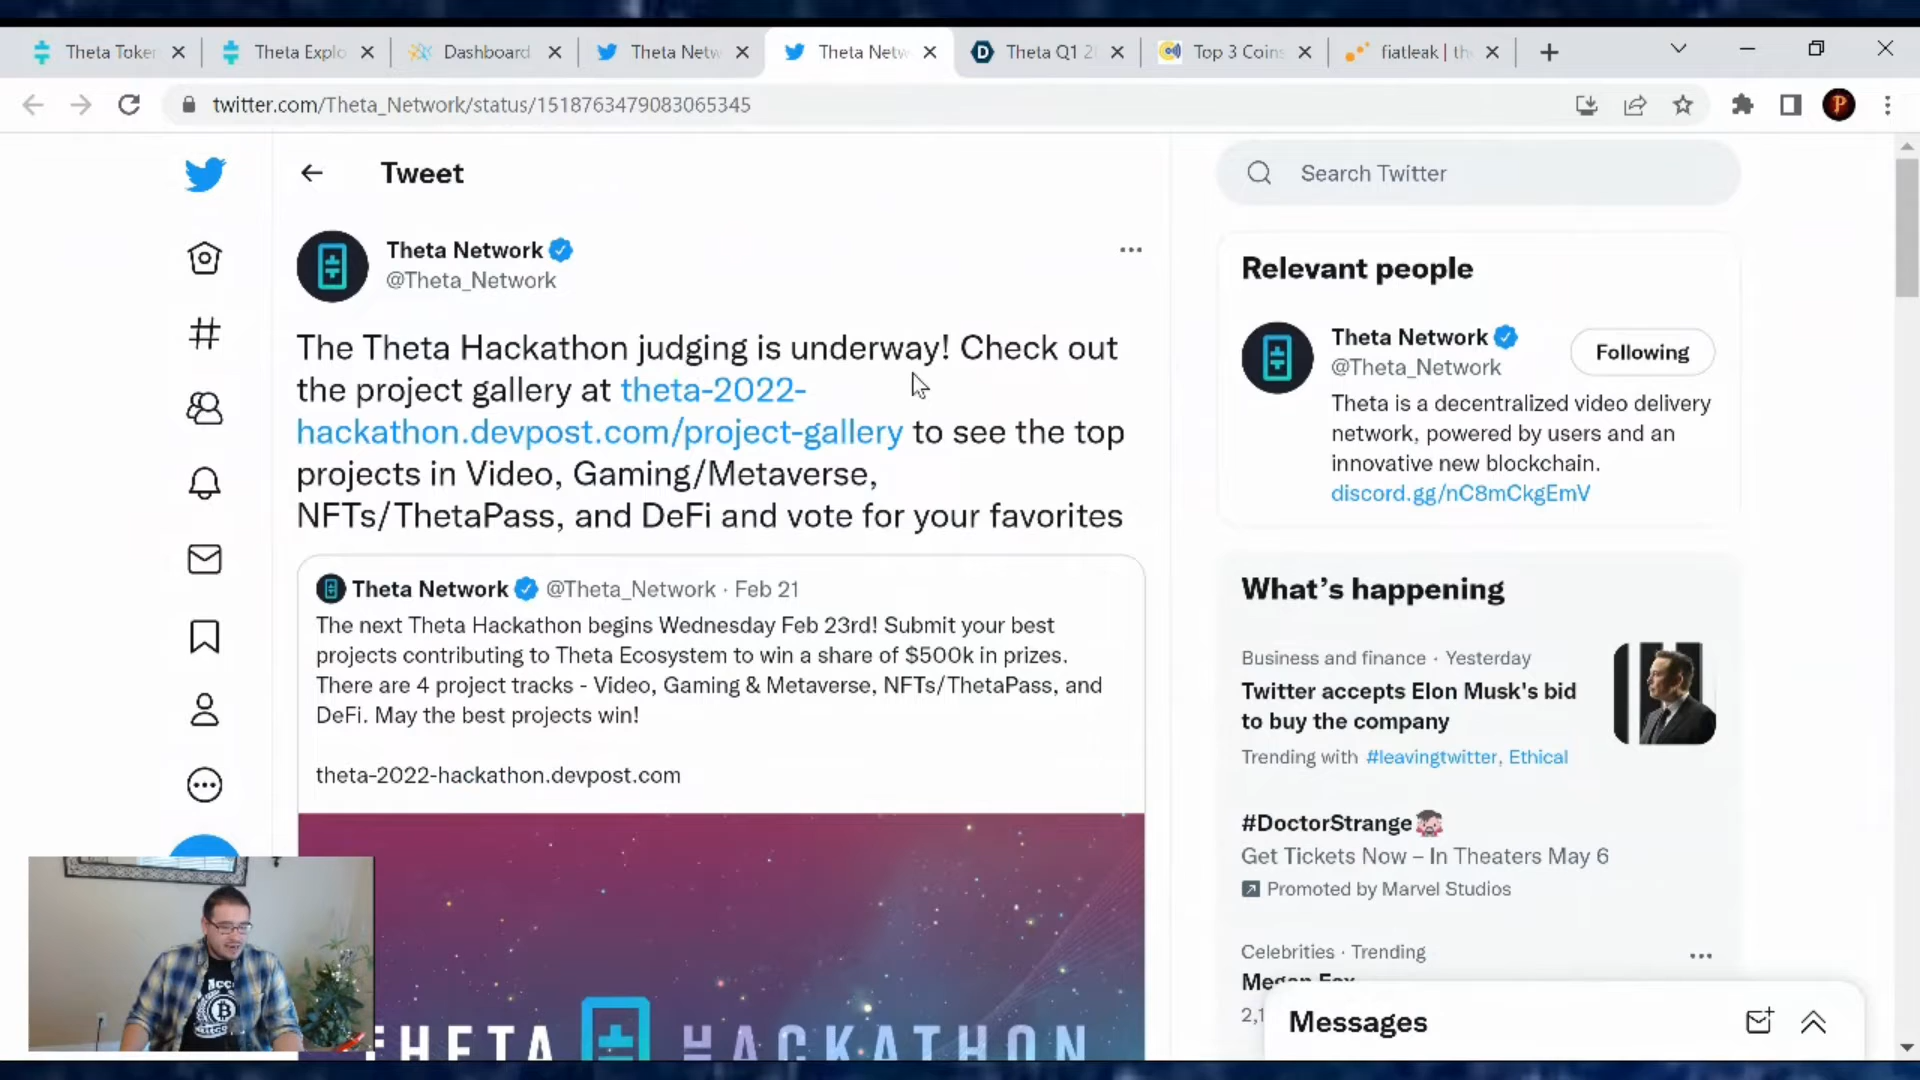 Theta Toke
Theta Explo
Dashboard
Theta Netw
Theta Netw
Theta Q1 2
Top 3 Coins
fiatleak | th
twitter.com/Theta_Network/status/1518763479083065345
P
Tweet
Search Twitter
Theta Network
@Theta_Network
The Theta Hackathon judging is underway! Check out
the project gallery at theta-2022-
hackathon.devpost.com/project-gallery to see the top
projects in Video, Gaming/Metaverse,
NFTs/ThetaPass, and DeFi and vote for your favorites
Theta Network @Theta_Network · Feb 21
The next Theta Hackathon begins Wednesday Feb 23rd! Submit your best
projects contributing to Theta Ecosystem to win a share of $500k in prizes.
There are 4 project tracks - Video, Gaming & Metaverse, NFTs/ThetaPass, and
DeFi. May the best projects win!
theta-2022-hackathon.devpost.com
THETA HACKATHON
Relevant people
Theta Network
@Theta_Network
Following
Theta is a decentralized video delivery
network, powered by users and an
innovative new blockchain.
discord.gg/nC8mCkgEmV
What's happening
Business and finance · Yesterday
Twitter accepts Elon Musk's bid
to buy the company
Trending with #leavingtwitter, Ethical
#DoctorStrange
Get Tickets Now – In Theaters May 6
Promoted by Marvel Studios
Celebrities · Trending
Megan Fox
2,1
Messages